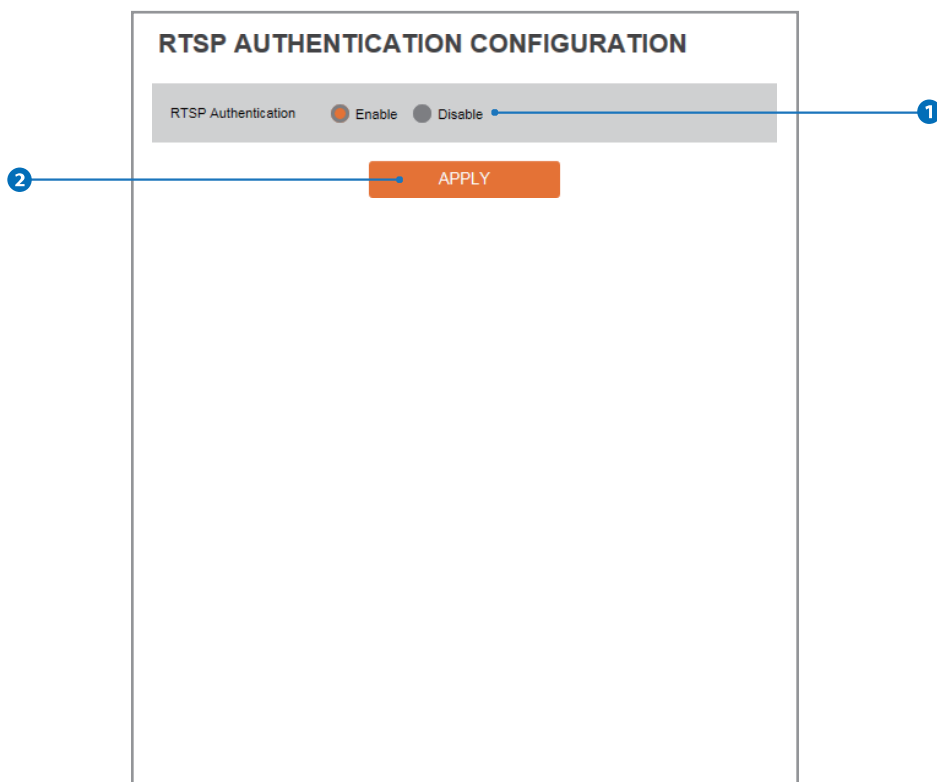 RTSP AUTHENTICATION CONFIGURATION
RTSP Authentication Enable Disable 1
2 APPLY